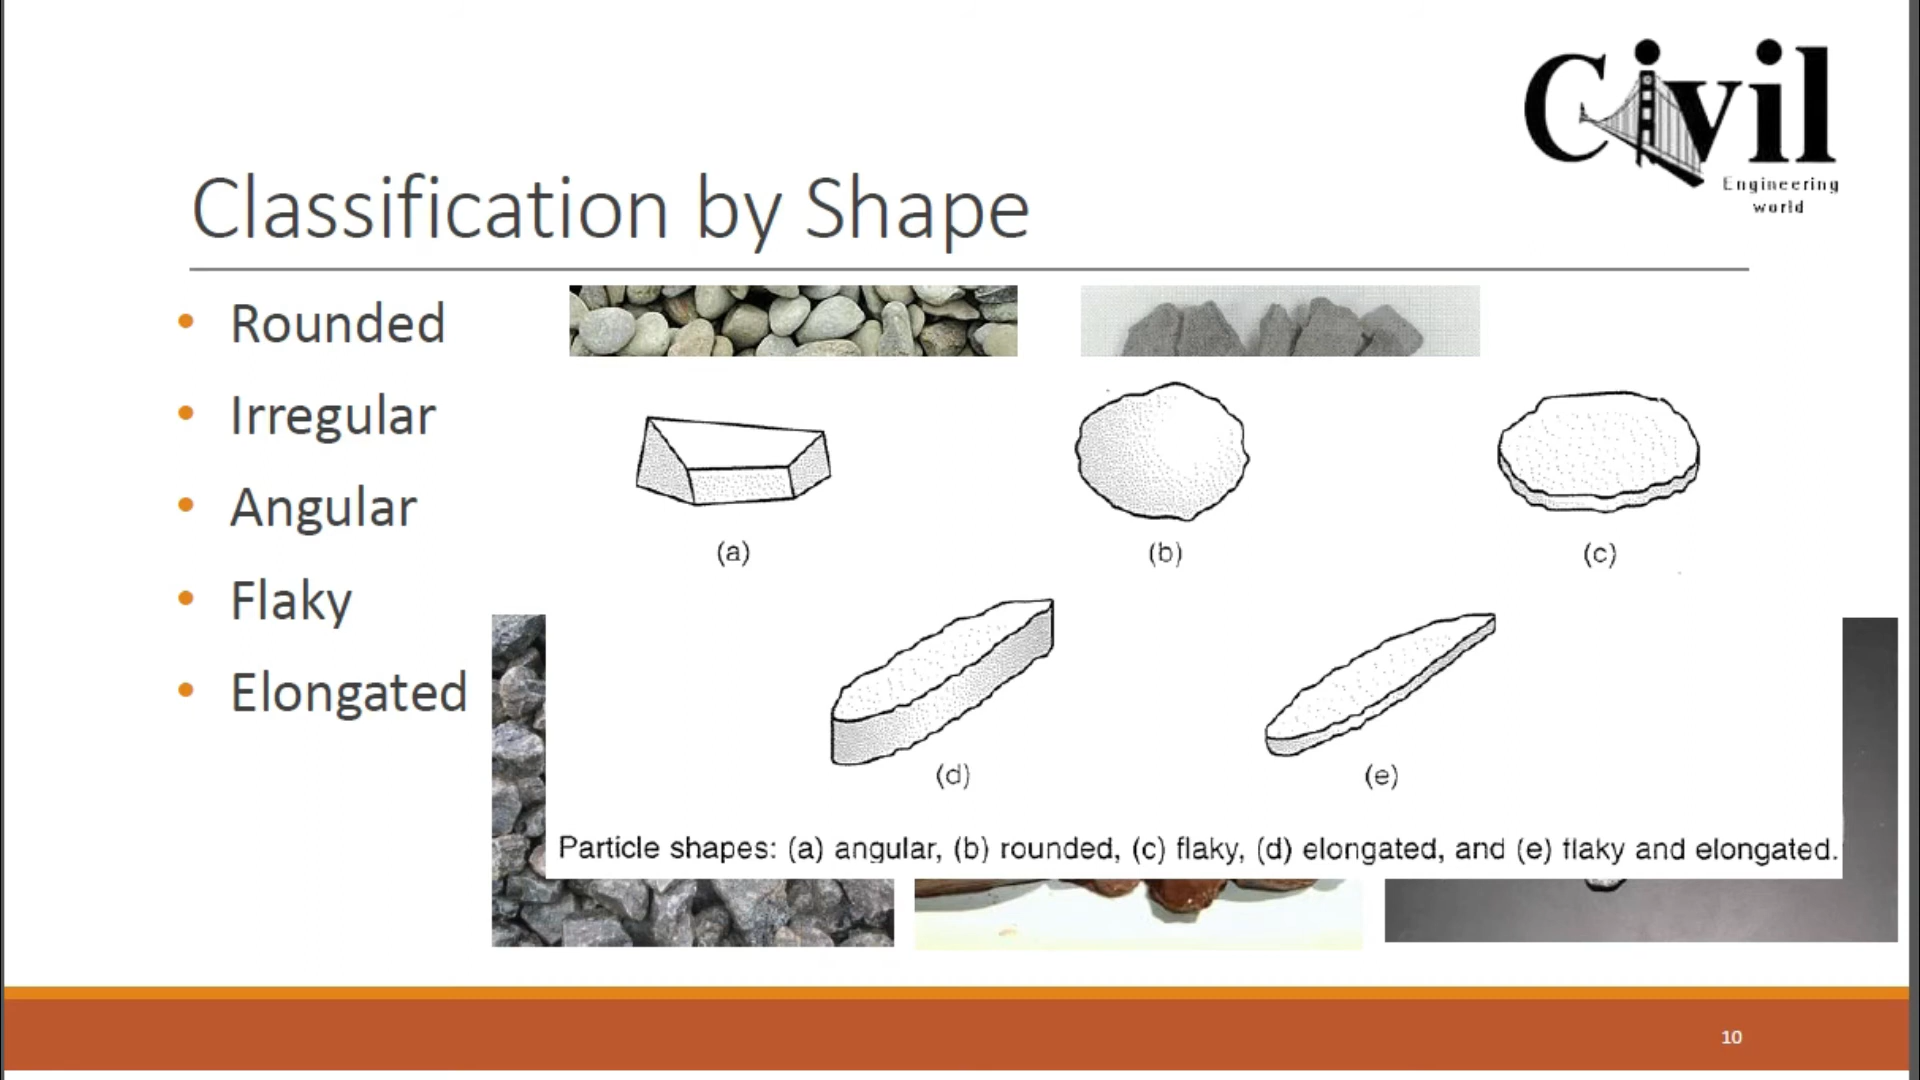 Civil
Engineering
world
Classification by Shape
• Rounded
• Irregular
• Angular
• Flaky
• Elongated
(a)
(b)
(c)
(d)
(e)
Particle shapes: (a) angular, (b) rounded, (c) flaky, (d) elongated, and (e) flaky and elongated.
10